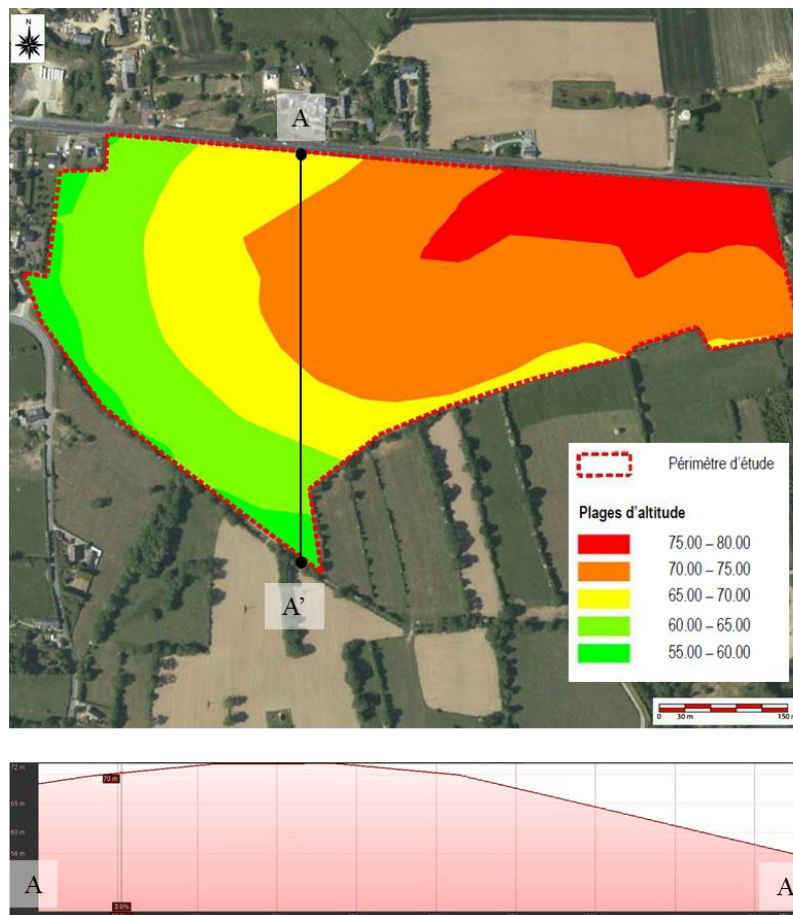 N
A
A’
Périmètre d’étude
Plages d’altitude
75.00 – 80.00
70.00 – 75.00
65.00 – 70.00
60.00 – 65.00
55.00 – 60.00
0 30 m 150 m
72 m
70 m
65 m
60 m
56 m
A
A
3.0%